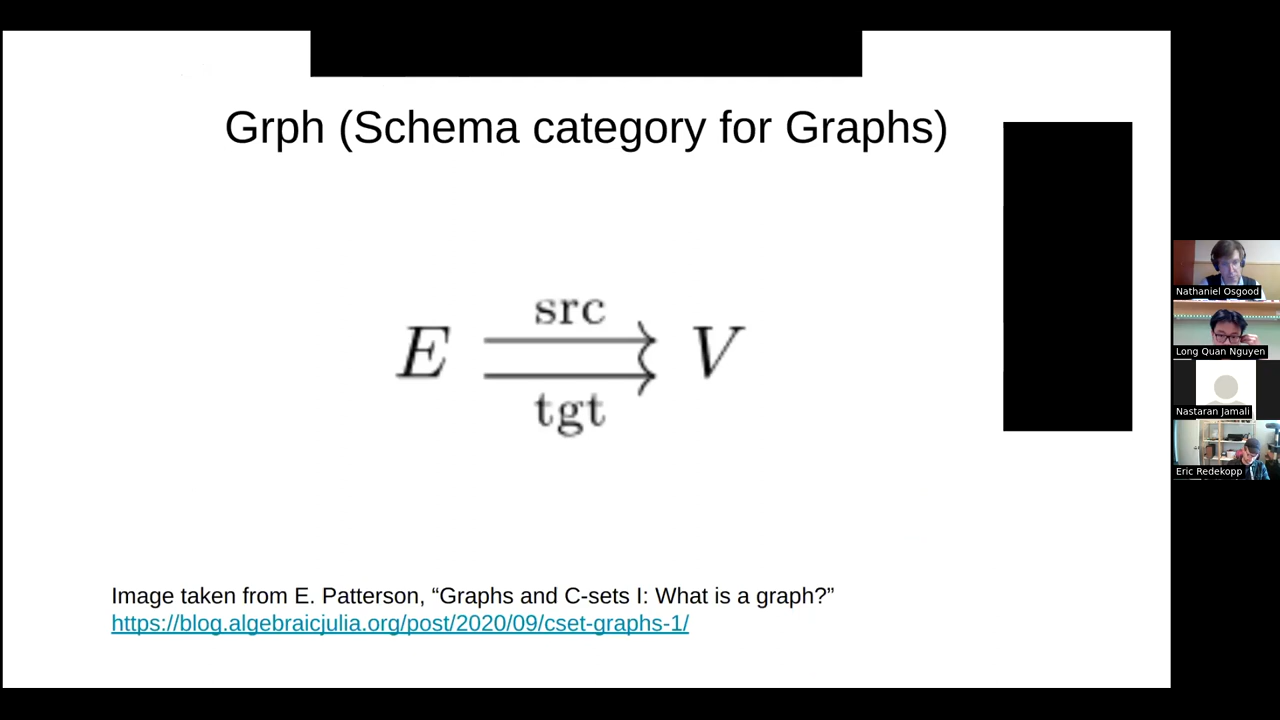 Grph (Schema category for Graphs)
src
E V
tgt
Image taken from E. Patterson, “Graphs and C-sets I: What is a graph?”
https://blog.algebraicjulia.org/post/2020/09/cset-graphs-1/
Nathaniel Osgood
Long Quan Nguyen
Nastaran Jamali
Eric Redekopp